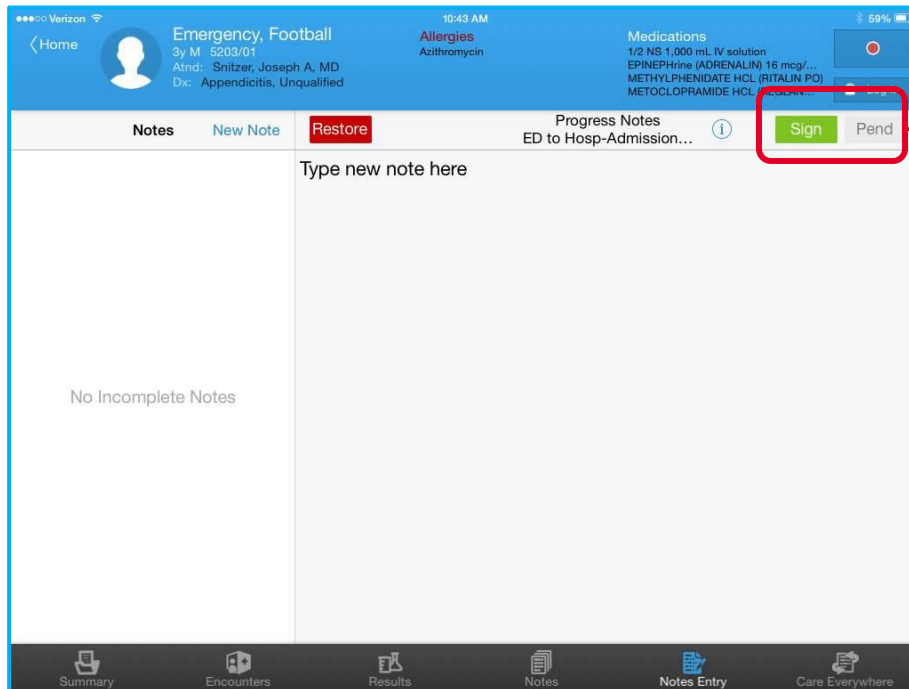 Verizon
10:43 AM
59%
Home
Emergency, Football
3y M 5203/01
Atnd: Snitzer, Joseph A, MD
Dx: Appendicitis, Unqualified
Allergies
Azithromycin
Medications
1/2 NS 1,000 mL IV solution
EPINEPHrine (ADRENALIN) 16 mcg/...
METHYLPHENIDATE HCL (RITALIN PO)
METOCLOPRAMIDE HCL
Notes
New Note
Restore
Progress Notes
ED to Hosp-Admission...
i
Sign
Pend
Type new note here
No Incomplete Notes
Summary
Encounters
Results
Notes
Notes Entry
Care Everywhere